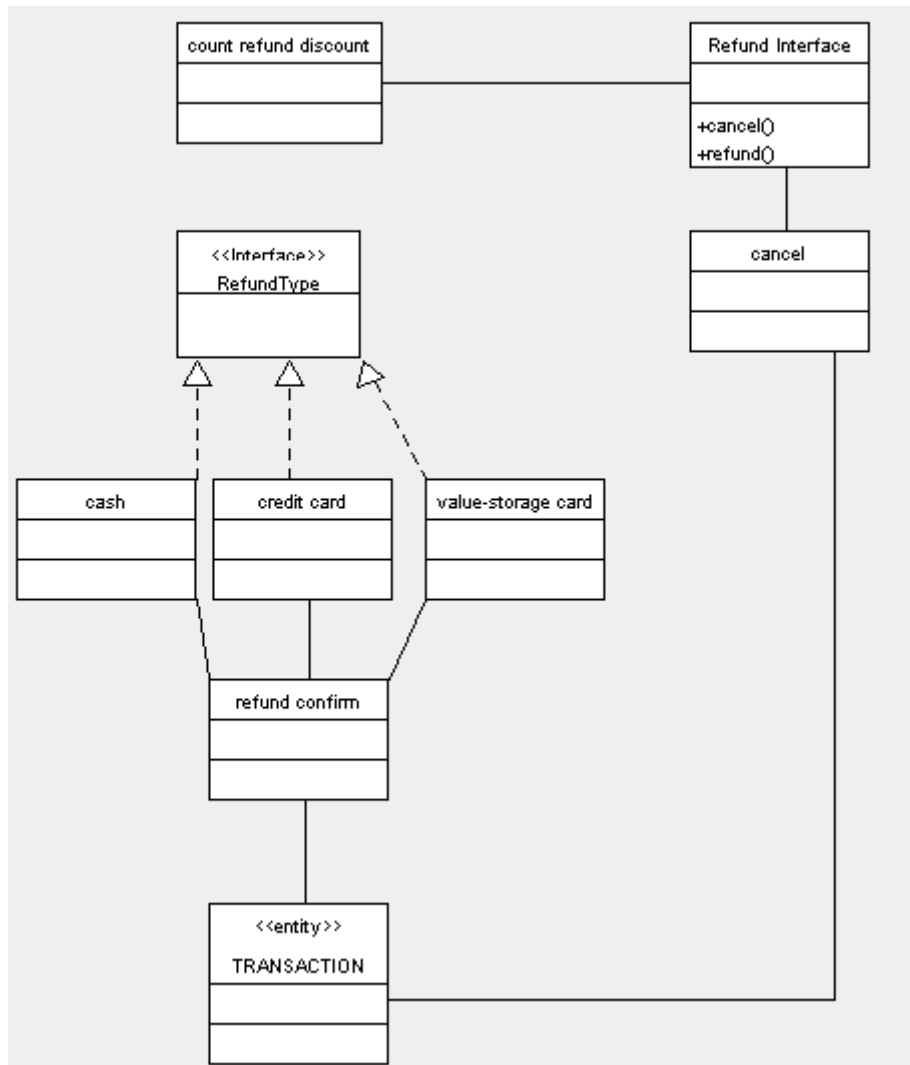 count refund discount
Refund Interface
+cancel()
+refund()
<<Interface>>
RefundType
cancel
cash
credit card
value-storage card
refund confirm
<<entity>>
TRANSACTION